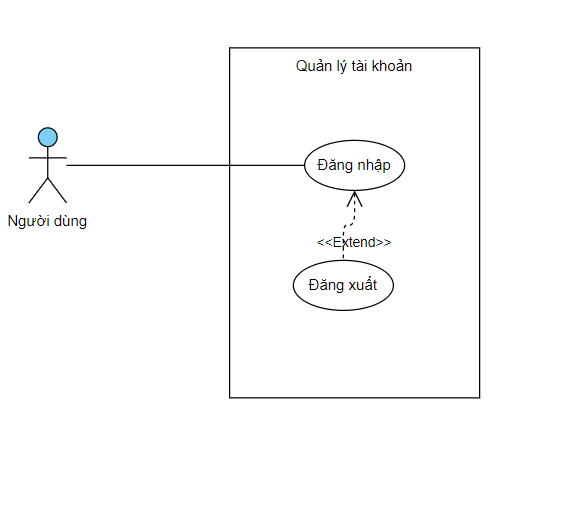 Quản lý tài khoản
Đăng nhập
Người dùng
<<Extend>>
Đăng xuất